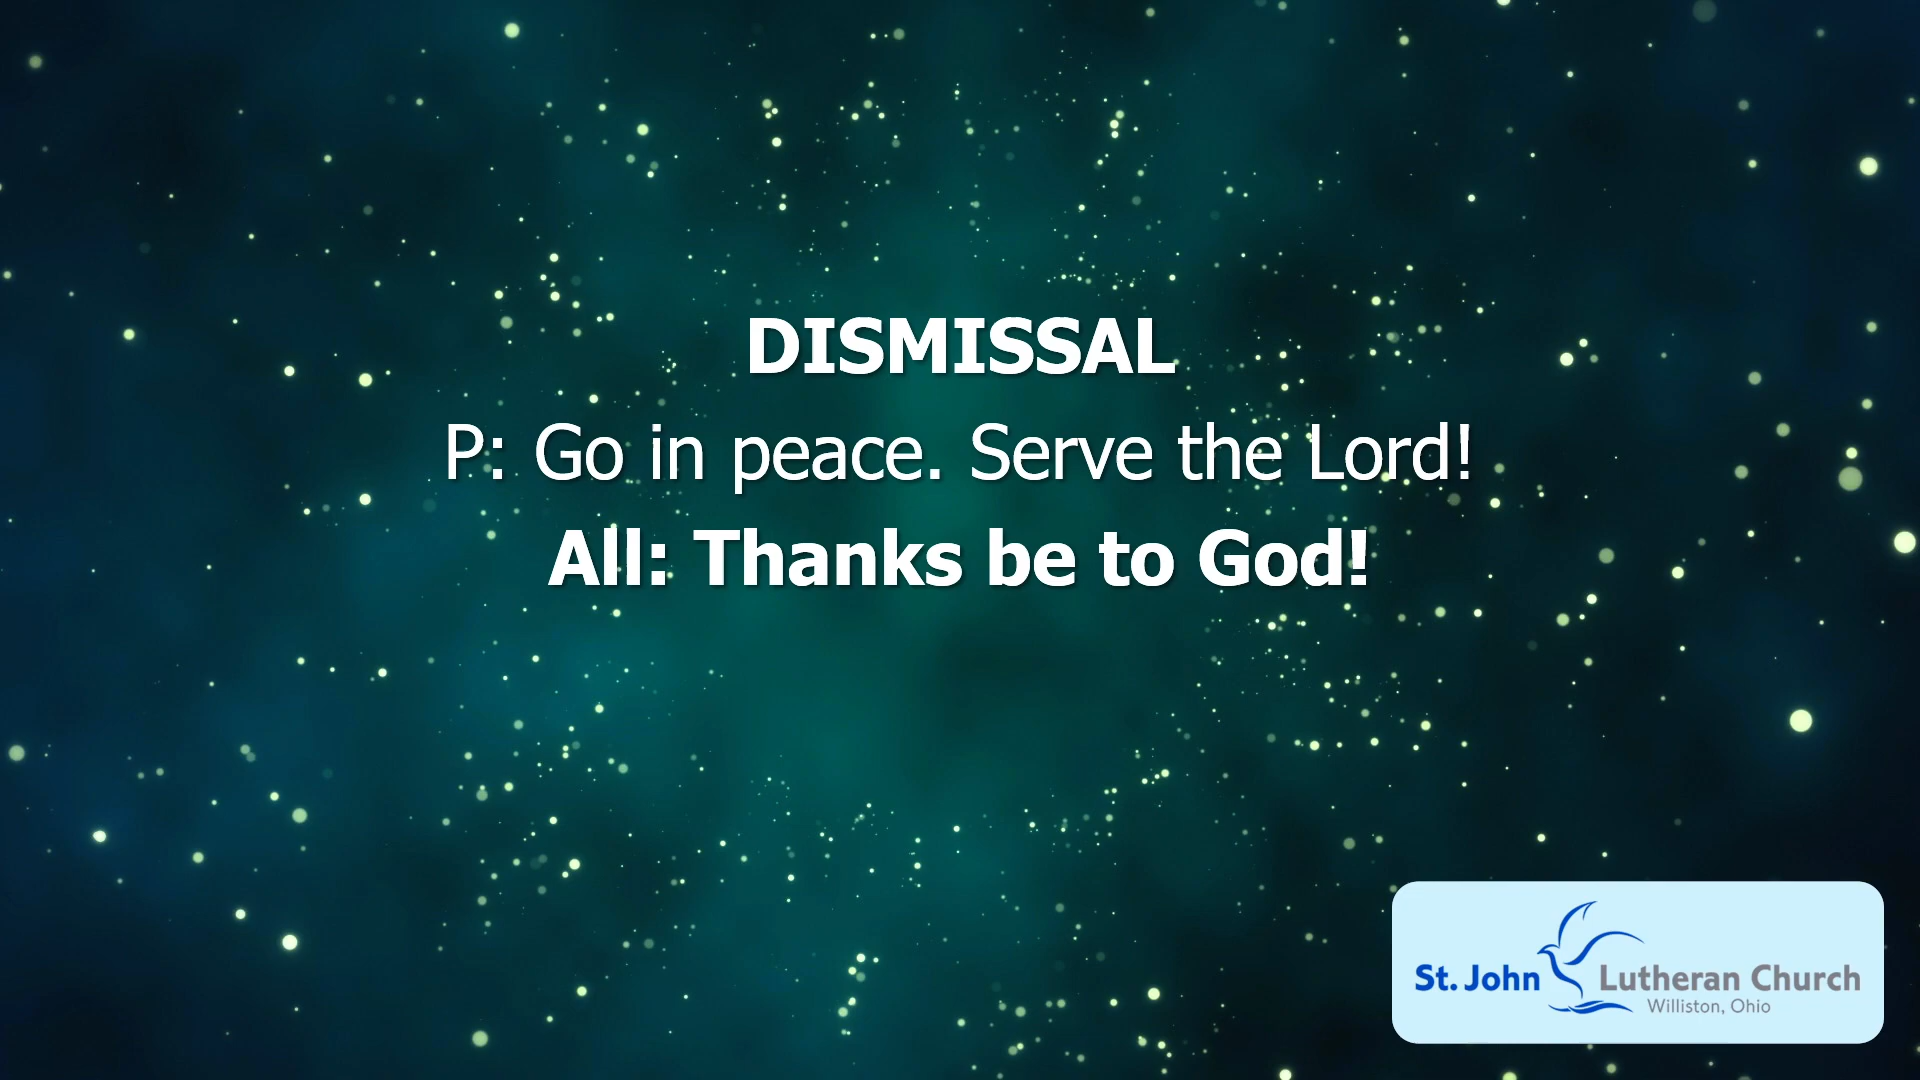 DISMISSAL
P: Go in peace. Serve the Lord!
All: Thanks be to God!
St. John Lutheran Church
Williston, Ohio